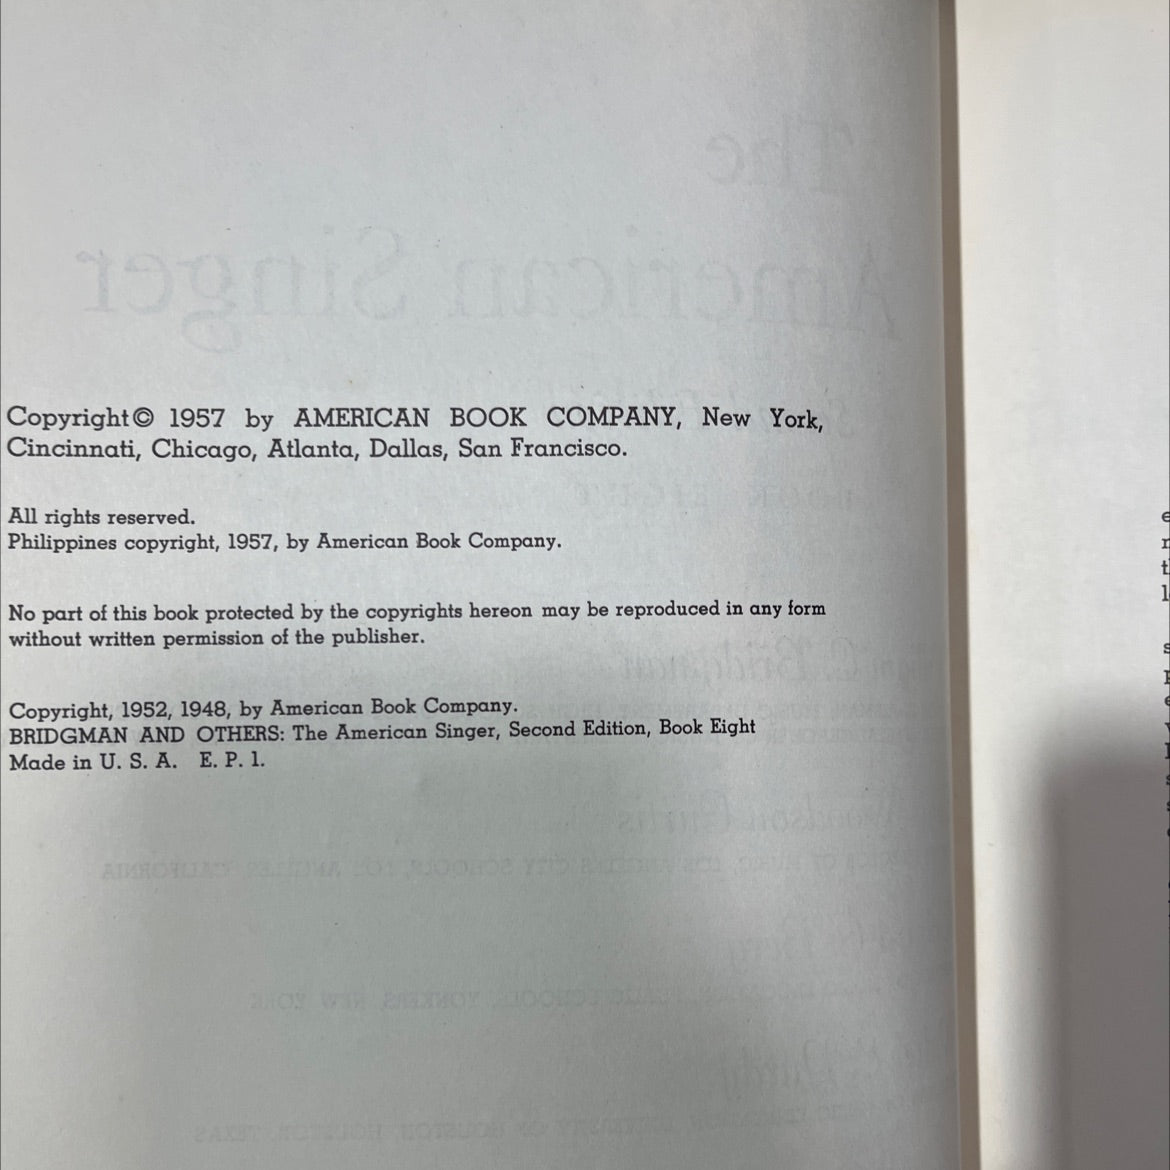 Copyright© 1957 by AMERICAN BOOK COMPANY, New York,
Cincinnati, Chicago, Atlanta, Dallas, San Francisco.
All rights reserved.
Philippines copyright, 1957, by American Book Company.
No part of this book protected by the copyrights hereon may be reproduced in any form
without written permission of the publisher.
Copyright, 1952, 1948, by American Book Company.
BRIDGMAN AND OTHERS: The American Singer, Second Edition, Book Eight
Made in U. S. A. E. P. 1.